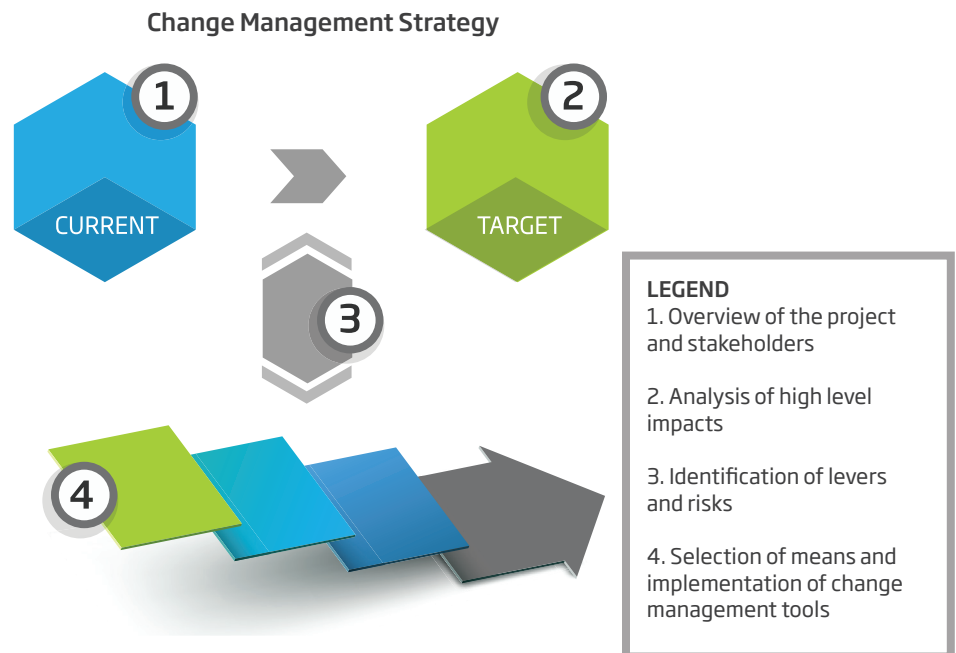 Change Management Strategy
1
2
CURRENT
TARGET
3
4
LEGEND
1. Overview of the project
and stakeholders
2. Analysis of high level
impacts
3. Identification of levers
and risks
4. Selection of means and
implementation of change
management tools